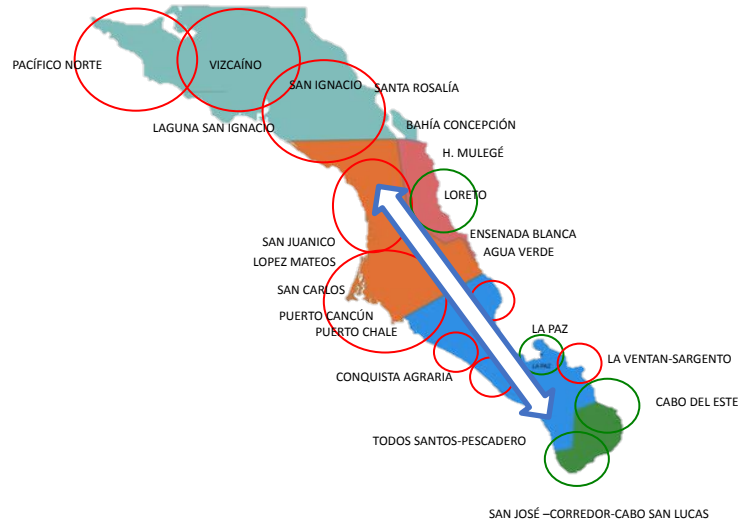 PACÍFICO NORTE
VIZCAÍNO
SAN IGNACIO
SANTA ROSALÍA
LAGUNA SAN IGNACIO
BAHÍA CONCEPCIÓN
H. MULEGÉ
LORETO
ENSENADA BLANCA
SAN JUANICO
AGUA VERDE
LOPEZ MATEOS
SAN CARLOS
PUERTO CANCÚN
PUERTO CHALE
LA PAZ
LA VENTAN-SARGENTO
LA PAZ
CONQUISTA AGRARIA
CABO DEL ESTE
TODOS SANTOS-PESCADERO
SAN JOSÉ –CORREDOR-CABO SAN LUCAS